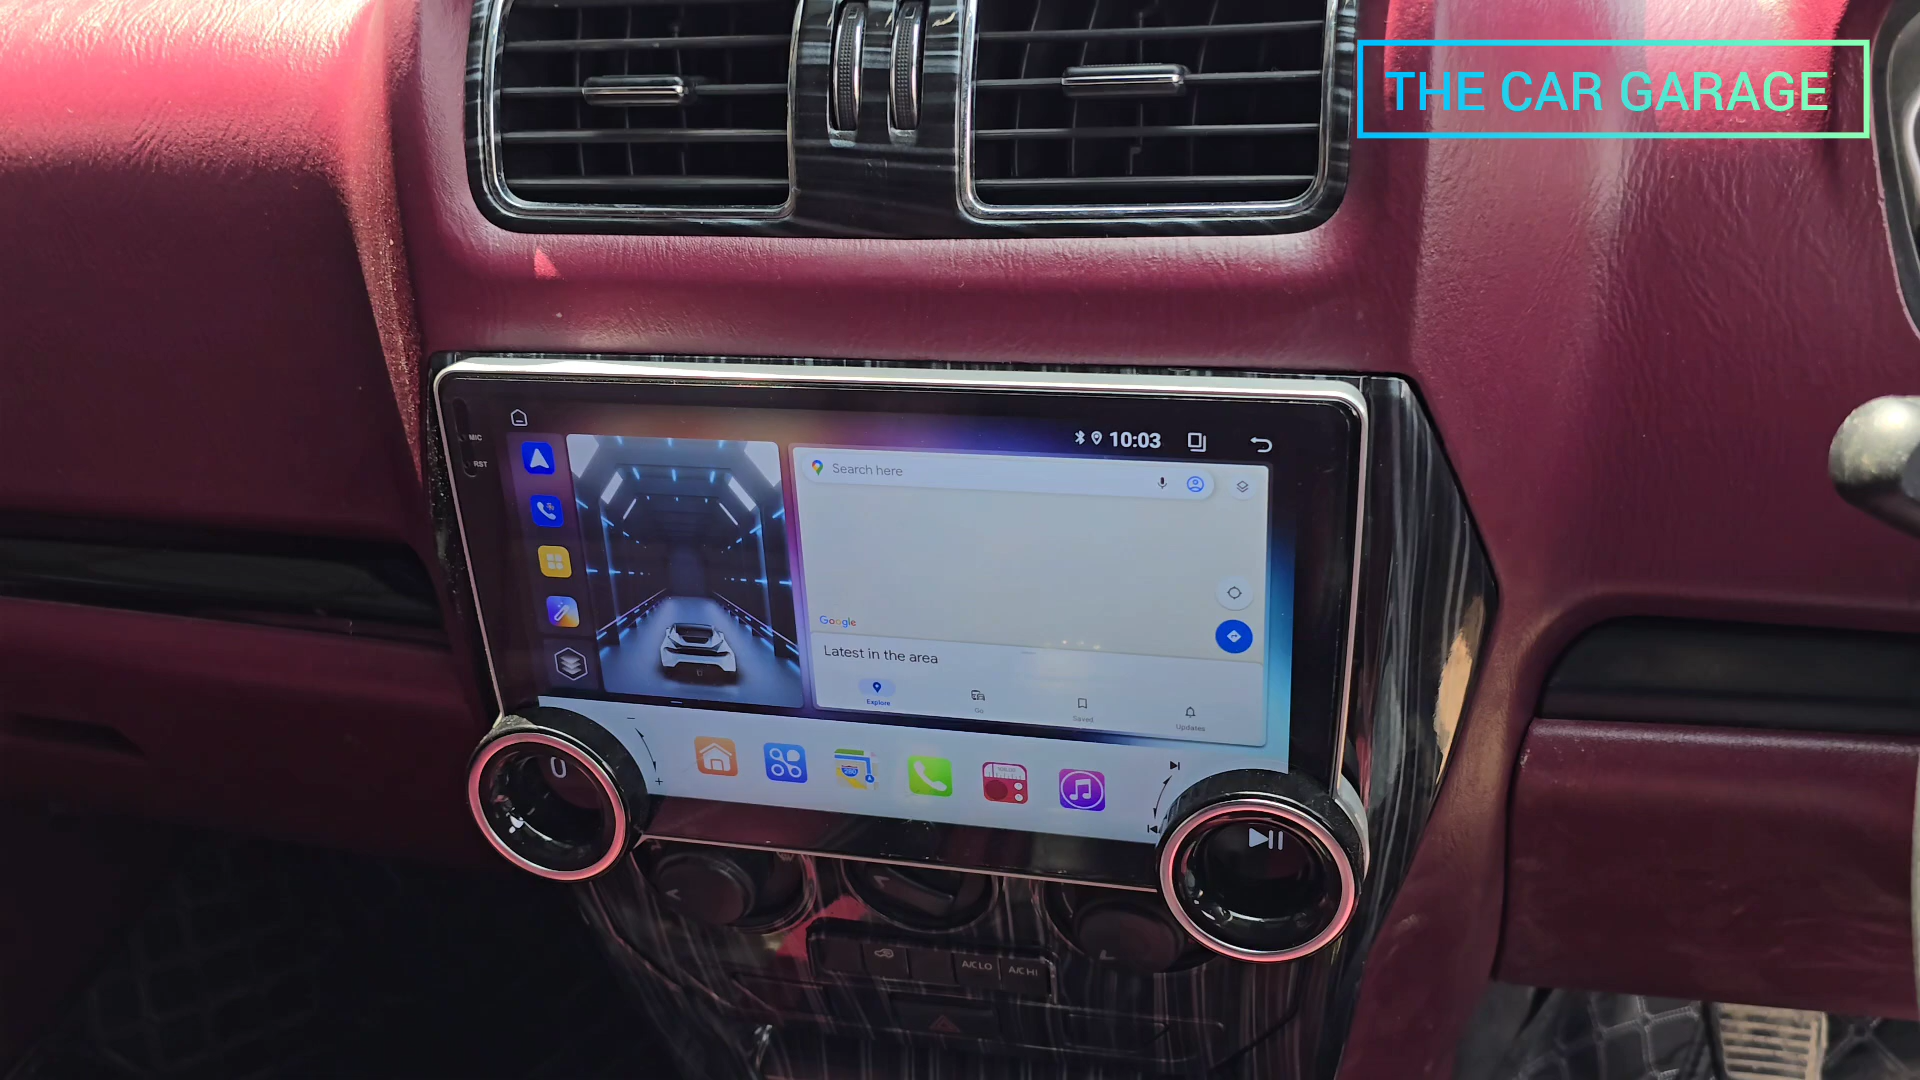 THE CAR GARAGE
MIC
RST
10:03
Search here
Google
Latest in the area
Explore
Go
Saved
Updates
A/C LO
A/C HI